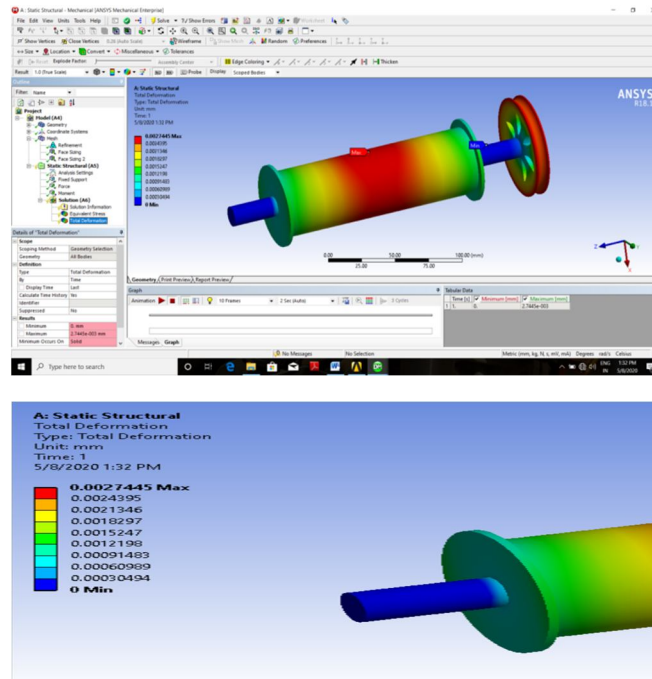 A : Static Structural - Mechanical [ANSYS Mechanical Enterprise]
File Edit View Units Tools Help Solve ?/ Show Errors Worksheet
Show Vertices Close Vertices Wireframe Show Mesh Random Preferences
Size Location Convert Miscellaneous Tolerances
Reset Explode Factor Assembly Center Edge Coloring Thicken
Result 1.0 (True Scale) Probe Display Scoped Bodies
Outline
Filter: Name
Project
Model (A4)
Geometry
Coordinate Systems
Mesh
Refinement
Face Sizing
Face Sizing 2
Static Structural (A5)
Analysis Settings
Fixed Support
Force
Moment
Solution (A6)
Solution Information
Equivalent Stress
Total Deformation
Details of "Total Deformation"
Scope
Scoping Method Geometry Selection
Geometry All Bodies
Definition
Type Total Deformation
By Time
Display Time Last
Calculate Time History Yes
Identifier
Suppressed No
Results
Minimum 0. mm
Maximum 2.7445e-003 mm
Minimum Occurs On Solid
A: Static Structural
Total Deformation
Type: Total Deformation
Unit: mm
Time: 1
5/8/2020 1:32 PM
0.0027445 Max
0.0024395
0.0021346
0.0018297
0.0015247
0.0012198
0.00091483
0.00060989
0.00030494
0 Min
Max
Min
ANSYS
R18.1
0.00 50.00 100.00 (mm)
25.00 75.00
Z
Y
X
Geometry Print Preview Report Preview
Graph
Animation 10 Frames 2 Sec (Auto) 3 Cycles
Messages Graph
Tabular Data
Time [s] Minimum [mm] Maximum [mm]
1 1. 0. 2.7445e-003
No Messages No Selection Metric (mm, kg, N, s, mV, mA) Degrees rad/s Celsius
Type here to search
ENG 1:32 PM
IN 5/8/2020
A: Static Structural
Total Deformation
Type: Total Deformation
Unit: mm
Time: 1
5/8/2020 1:32 PM
0.0027445 Max
0.0024395
0.0021346
0.0018297
0.0015247
0.0012198
0.00091483
0.00060989
0.00030494
0 Min